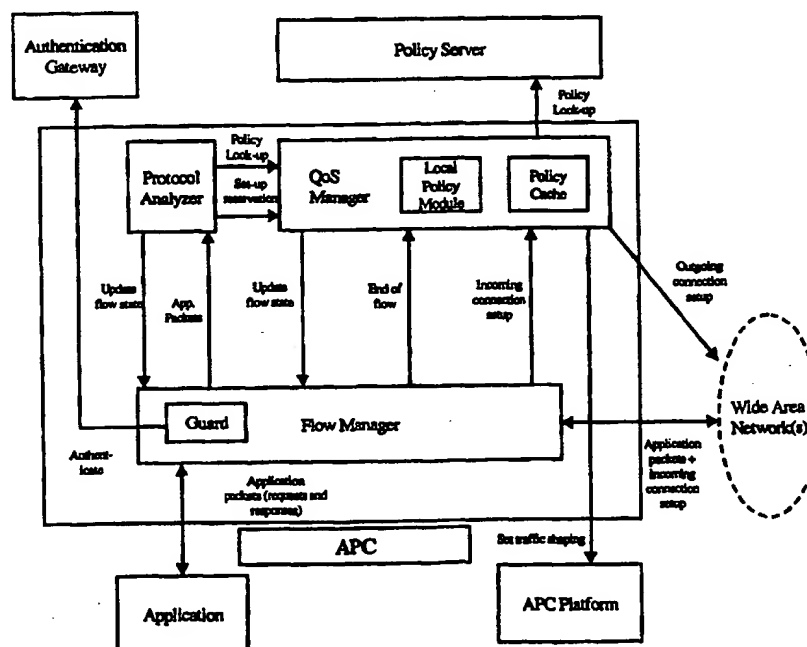 Authentication
Gateway
Policy Server
Policy
Look-up
Policy
Look-up
Protocol
Analyzer
Set-up
reservation
QoS
Manager
Local
Policy
Module
Policy
Cache
Update
flow state
App.
Packets
Update
flow state
End of
flow
Incoming
connection
setup
Outgoing
connection
setup
Guard
Flow Manager
Wide Area
Network(s)
Authent-
icate
Application
packets (requests and
responses)
Application
packets +
incoming
connection
setup
APC
Set traffic shaping
Application
APC Platform